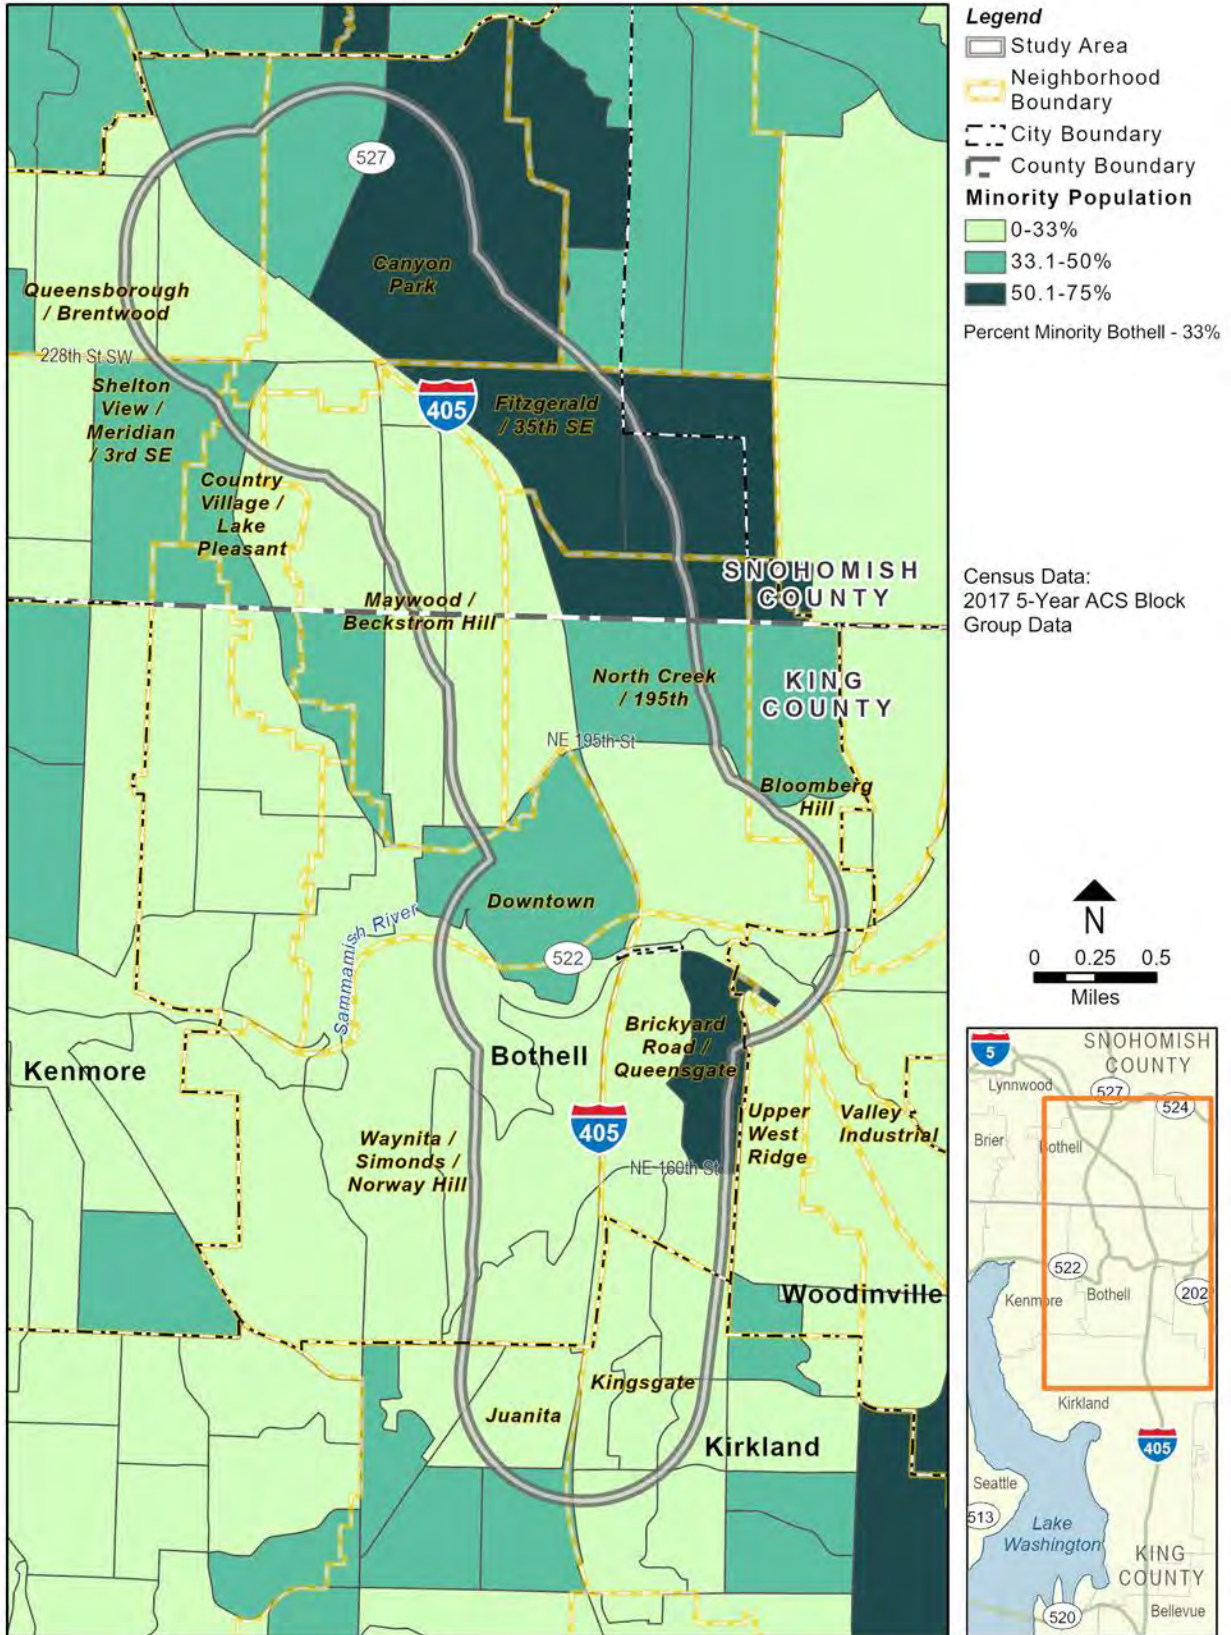 Legend
Study Area
Neighborhood
Boundary
City Boundary
County Boundary
Minority Population
0-33%
33.1-50%
50.1-75%
Percent Minority Bothell - 33%
527
Canyon
Park
Queensborough
/ Brentwood
228th St SW
Shelton
View /
Meridian
/ 3rd SE
405
Fitzgerald
/ 35th SE
Country
Village /
Lake
Pleasant
SNOHOMISH
COUNTY
Census Data:
2017 5-Year ACS Block
Group Data
Maywood /
Beckstrom Hill
North Creek
/ 195th
KING
COUNTY
NE 195th St
Bloomberg
Hill
Downtown
Sammamish River
522
N
0 0.25 0.5
Miles
Brickyard
Road /
Queensgate
Kenmore
Bothell
405
Upper
West
Ridge
Valley
Industrial
Waynita /
Simonds /
Norway Hill
NE 160th St
Woodinville
Kingsgate
Juanita
Kirkland
5
SNOHOMISH
COUNTY
Lynnwood
527
524
Brier
Bothell
522
Kenmore
Bothell
202
Kirkland
405
Seattle
513
Lake
Washington
KING
COUNTY
520
Bellevue